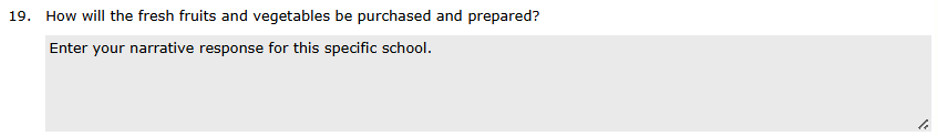 19. How will the fresh fruits and vegetables be purchased and prepared?
Enter your narrative response for this specific school.